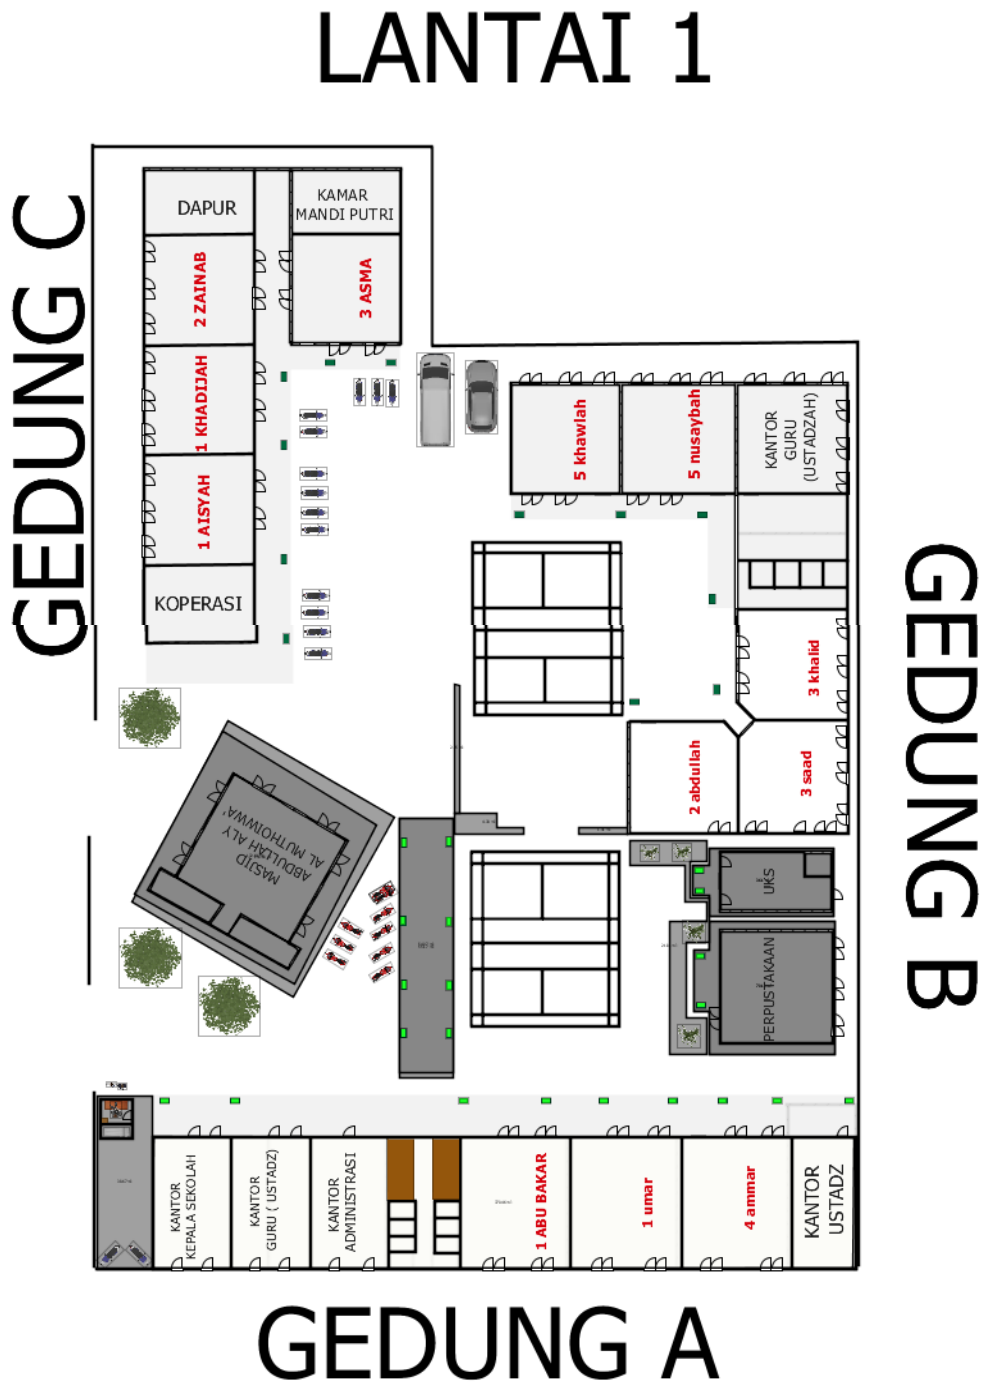 LANTAI 1
GEDUNG C
DAPUR
KAMAR
MANDI PUTRI
2 ZAINAB
3 ASMA
1 KHADIJAH
1 AISYAH
KOPERASI
5 khawlah
5 nusaybah
KANTOR
GURU
(USTADZAH)
GEDUNG B
3 khalid
2 abdullah
3 saad
MASJID
ABDULLAH ALY
AL MUTHOIWWA'
UKS
PERPUSTAKAAN
KANTOR
KEPALA SEKOLAH
KANTOR
GURU ( USTADZ)
KANTOR
ADMINISTRASI
1 ABU BAKAR
1 umar
4 ammar
KANTOR
USTADZ
GEDUNG A